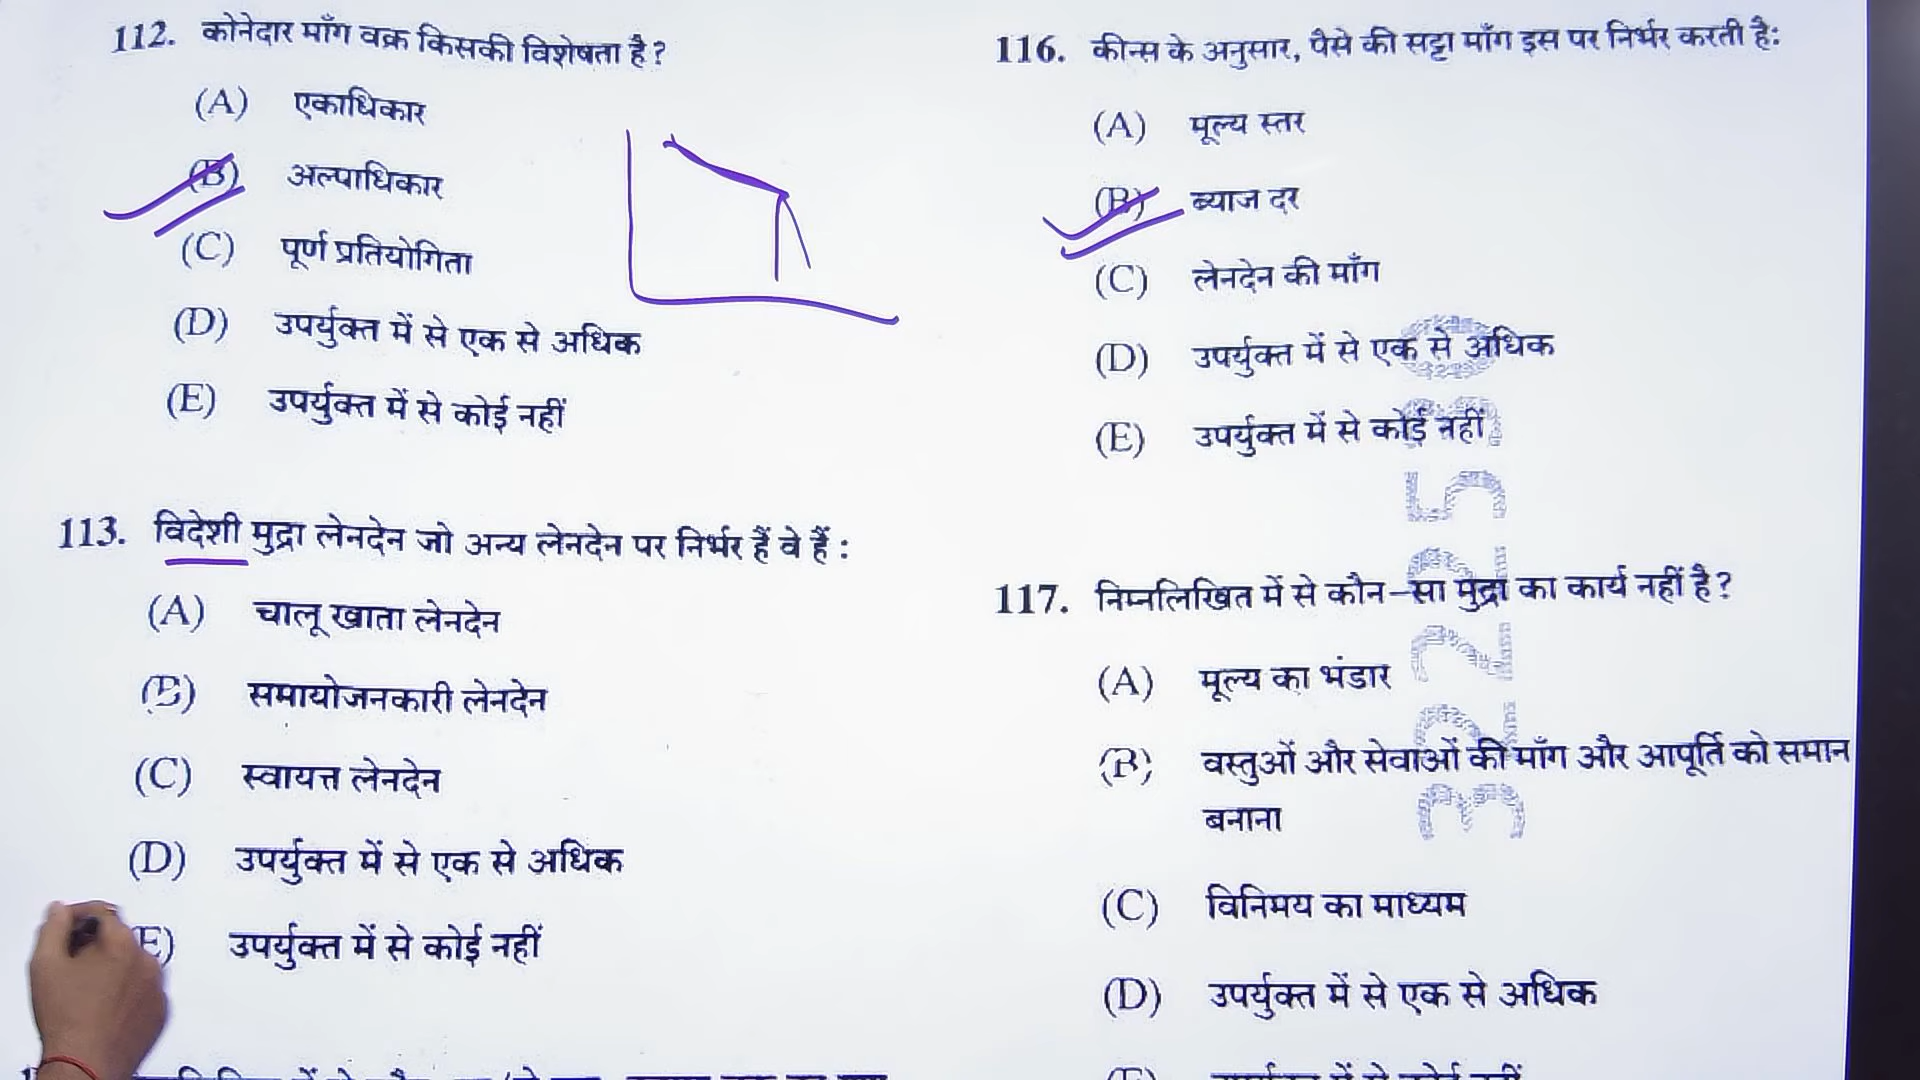 112. कोनेदार माँग वक्र किसकी विशेषता है?
(A) एकाधिकार
(B) अल्पाधिकार
(C) पूर्ण प्रतियोगिता
(D) उपर्युक्त में से एक से अधिक
(E) उपर्युक्त में से कोई नहीं
113. विदेशी मुद्रा लेनदेन जो अन्य लेनदेन पर निर्भर हैं वे हैं :
(A) चालू खाता लेनदेन
(B) समायोजनकारी लेनदेन
(C) स्वायत्त लेनदेन
(D) उपर्युक्त में से एक से अधिक
E) उपर्युक्त में से कोई नहीं
116. कीन्स के अनुसार, पैसे की सट्टा माँग इस पर निर्भर करती है:
(A) मूल्य स्तर
(B) ब्याज दर
(C) लेनदेन की माँग
(D) उपर्युक्त में से एक से अधिक
(E) उपर्युक्त में से कोई नहीं
117. निम्नलिखित में से कौन-सा मुद्रा का कार्य नहीं है?
(A) मूल्य का भंडार
(B) वस्तुओं और सेवाओं की माँग और आपूर्ति को समान
बनाना
(C) विनिमय का माध्यम
(D) उपर्युक्त में से एक से अधिक